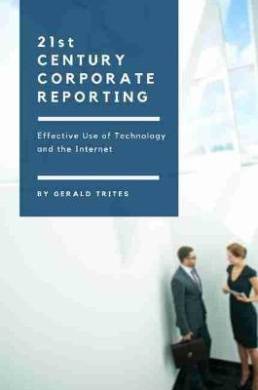 21st
CENTURY
CORPORATE
REPORTING
Effective Use of Technology
and the Internet
BY GERALD TRITES